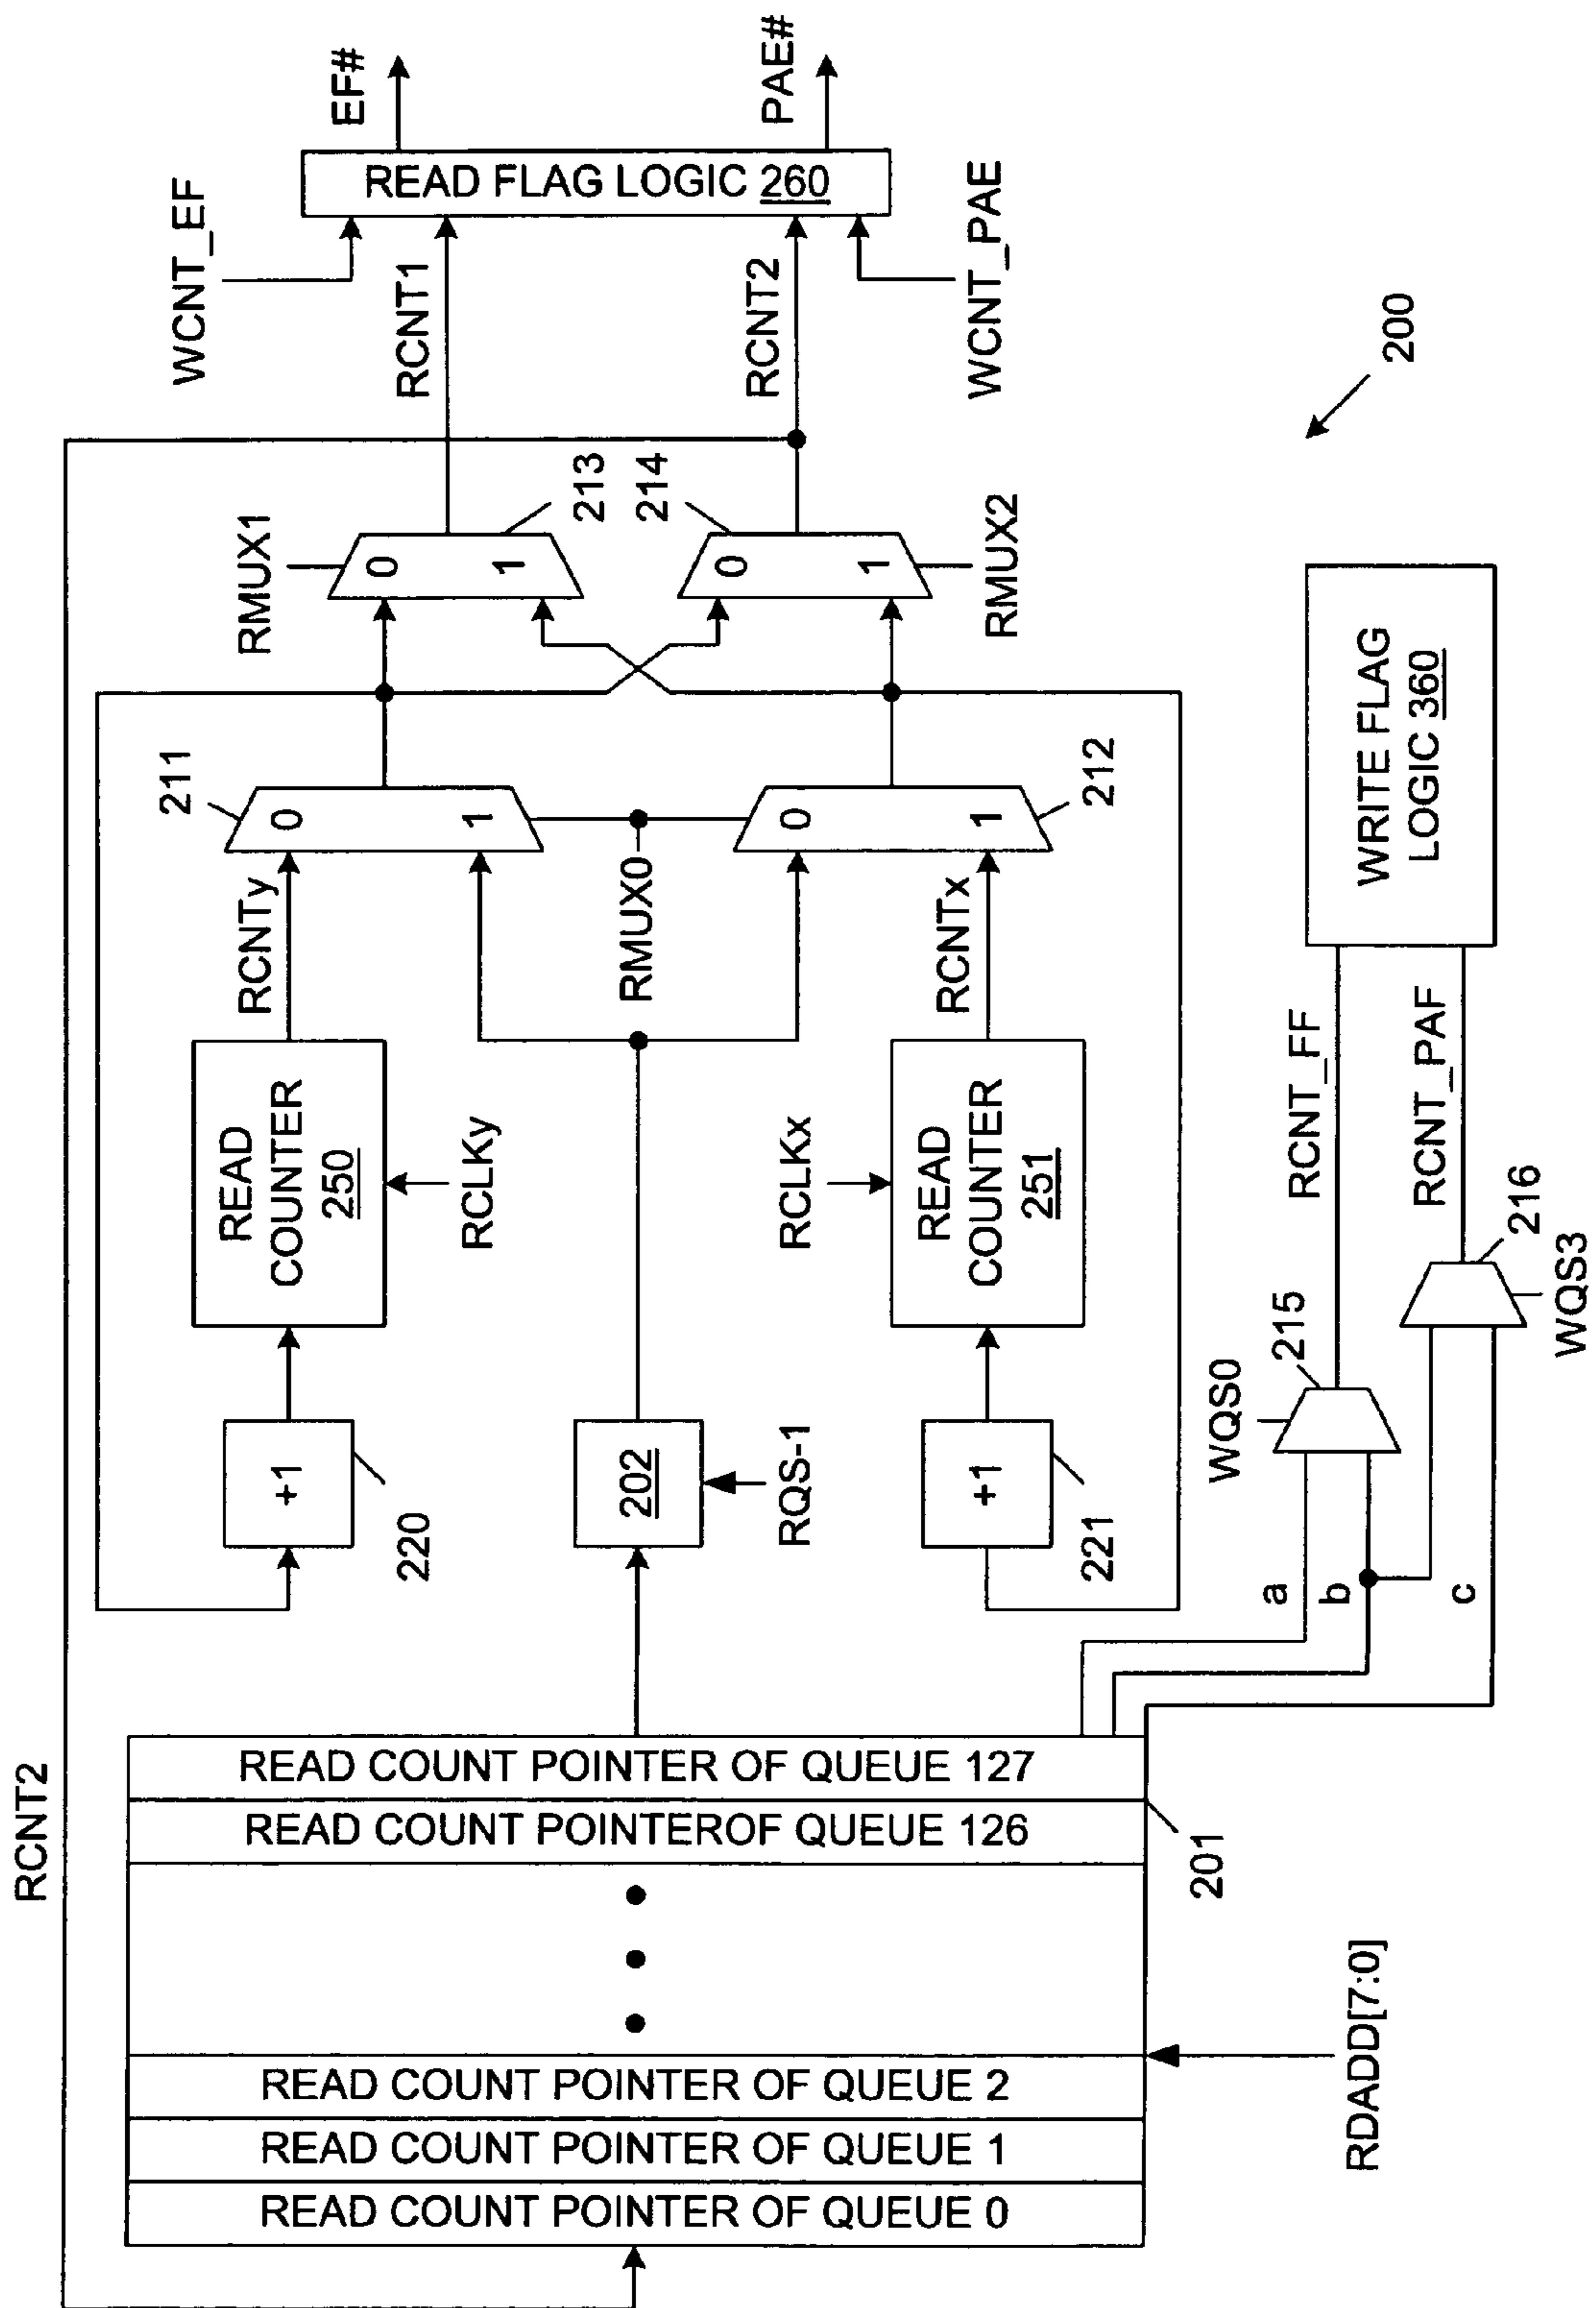 RCNT2
READ COUNT POINTER OF QUEUE 0
READ COUNT POINTER OF QUEUE 1
READ COUNT POINTER OF QUEUE 2
READ COUNT POINTEROF QUEUE 126
READ COUNT POINTER OF QUEUE 127
201
RDADD[7:0]
+1
220
202
RQS-1
+1
221
READ
COUNTER
250
RCLKy
RCLKx
READ
COUNTER
251
RCNTy
RMUX0
RCNTx
211
0
1
0
1
212
RMUX1
0
1
213
214
0
1
RMUX2
WCNT_EF
RCNT1
RCNT2
WCNT_PAE
READ FLAG LOGIC 260
EF#
PAE#
a
b
c
WQS0
215
216
WQS3
RCNT_FF
RCNT_PAF
WRITE FLAG
LOGIC 360
200